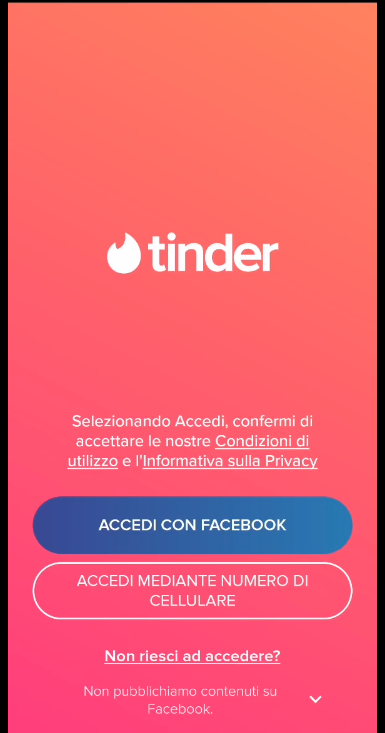 tinder
Selezionando Accedi, confermi di
accettare le nostre Condizioni di
utilizzo e l'Informativa sulla Privacy
ACCEDI CON FACEBOOK
ACCEDI MEDIANTE NUMERO DI
CELLULARE
Non riesci ad accedere?
Non pubblichiamo contenuti su
Facebook.